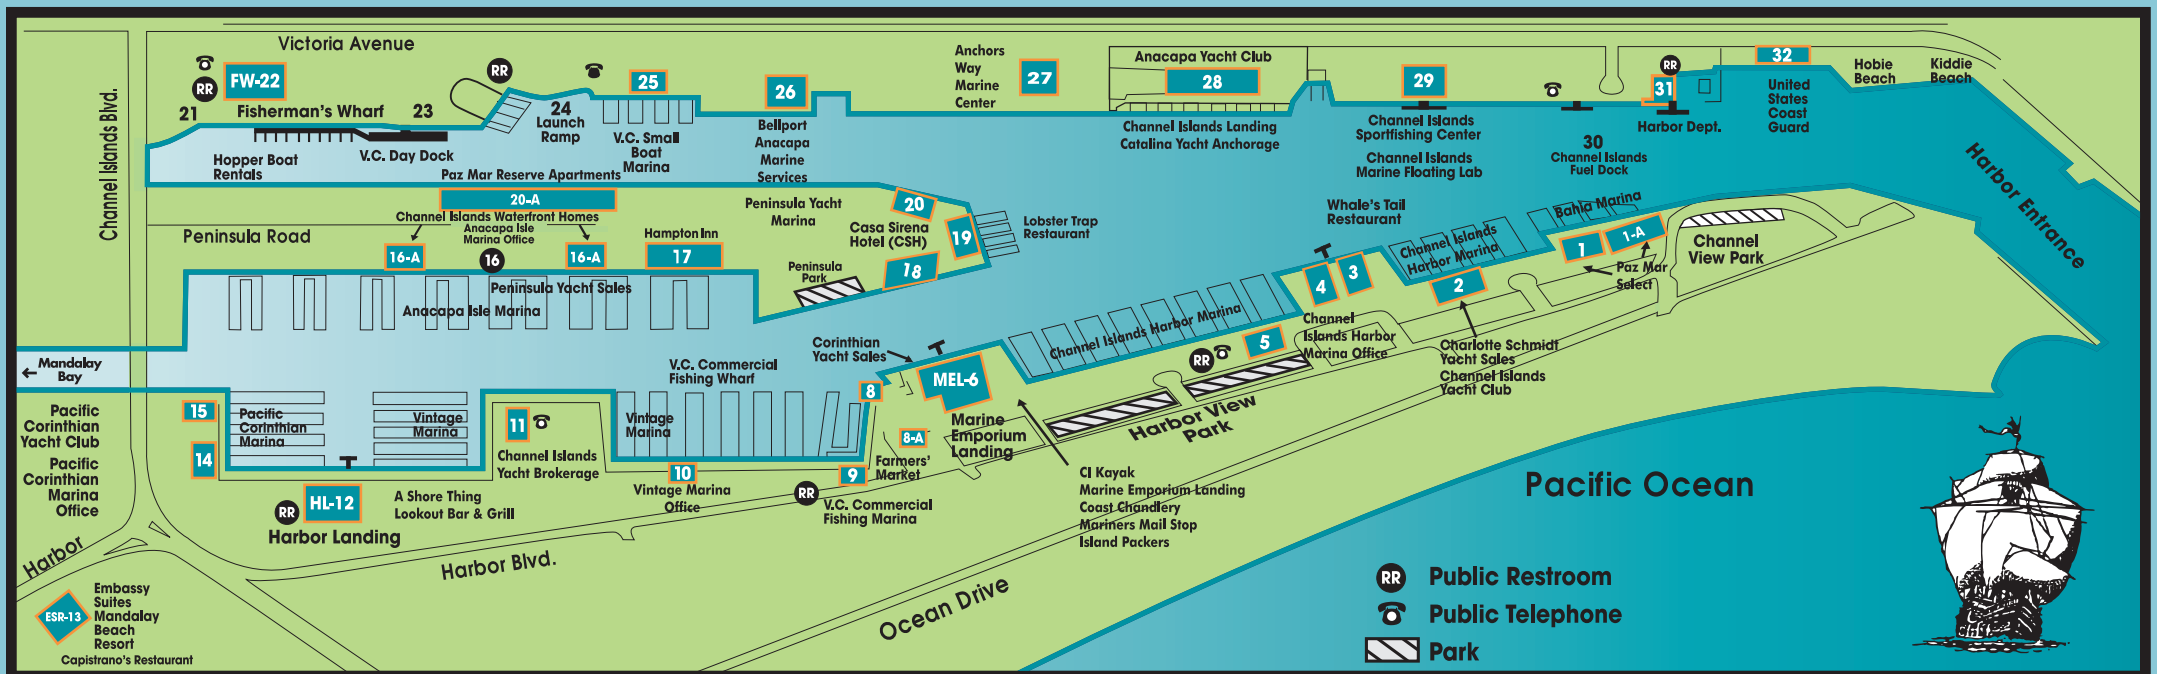 Victoria Avenue
Channel Islands Blvd.
RR
FW-22
21
Fisherman's Wharf
23
RR
24
Launch
Ramp
25
V.C. Small
Boat
Marina
26
Bellport
Anacapa
Marine
Services
Anchors
Way
Marine
Center
27
Anacapa Yacht Club
28
Channel Islands Landing
Catalina Yacht Anchorage
29
Channel Islands
Sportfishing Center
Channel Islands
Marine Floating Lab
30
Channel Islands
Fuel Dock
RR
31
Harbor Dept.
32
United
States
Coast
Guard
Hobie
Beach
Kiddie
Beach
Harbor Entrance
Hopper Boat
Rentals
V.C. Day Dock
Paz Mar Reserve Apartments
20-A
Channel Islands Waterfront Homes
Anacapa Isle
Marina Office
Peninsula Road
16-A
16
16-A
Hampton Inn
17
Peninsula Yacht Sales
Anacapa Isle Marina
Peninsula Yacht
Marina
20
Casa Sirena
Hotel (CSH)
19
Lobster Trap
Restaurant
18
Peninsula
Park
Whale's Tail
Restaurant
4
3
Channel Islands
Harbor Marina
2
Bahia Marina
1
1-A
Paz Mar
Select
Channel
View Park
Mandalay
Bay
Corinthian
Yacht Sales
MEL-6
Marine
Emporium
Landing
Channel Islands Harbor Marina
RR
5
Channel
Islands Harbor
Marina Office
Charlotte Schmidt
Yacht Sales
Channel Islands
Yacht Club
Harbor View
Park
V.C. Commercial
Fishing Wharf
8
8-A
Farmers'
Market
9
V.C. Commercial
Fishing Marina
RR
10
Vintage Marina
Office
Vintage
Marina
11
Channel Islands
Yacht Brokerage
Vintage
Marina
Pacific
Corinthian
Marina
15
Pacific
Corinthian
Yacht Club
14
Pacific
Corinthian
Marina
Office
RR
HL-12
Harbor Landing
A Shore Thing
Lookout Bar & Grill
CI Kayak
Marine Emporium Landing
Coast Chandlery
Mariners Mail Stop
Island Packers
Harbor
Harbor Blvd.
Ocean Drive
ESR-13
Embassy
Suites
Mandalay
Beach
Resort
Capistrano's Restaurant
Pacific Ocean
RR Public Restroom
Public Telephone
Park